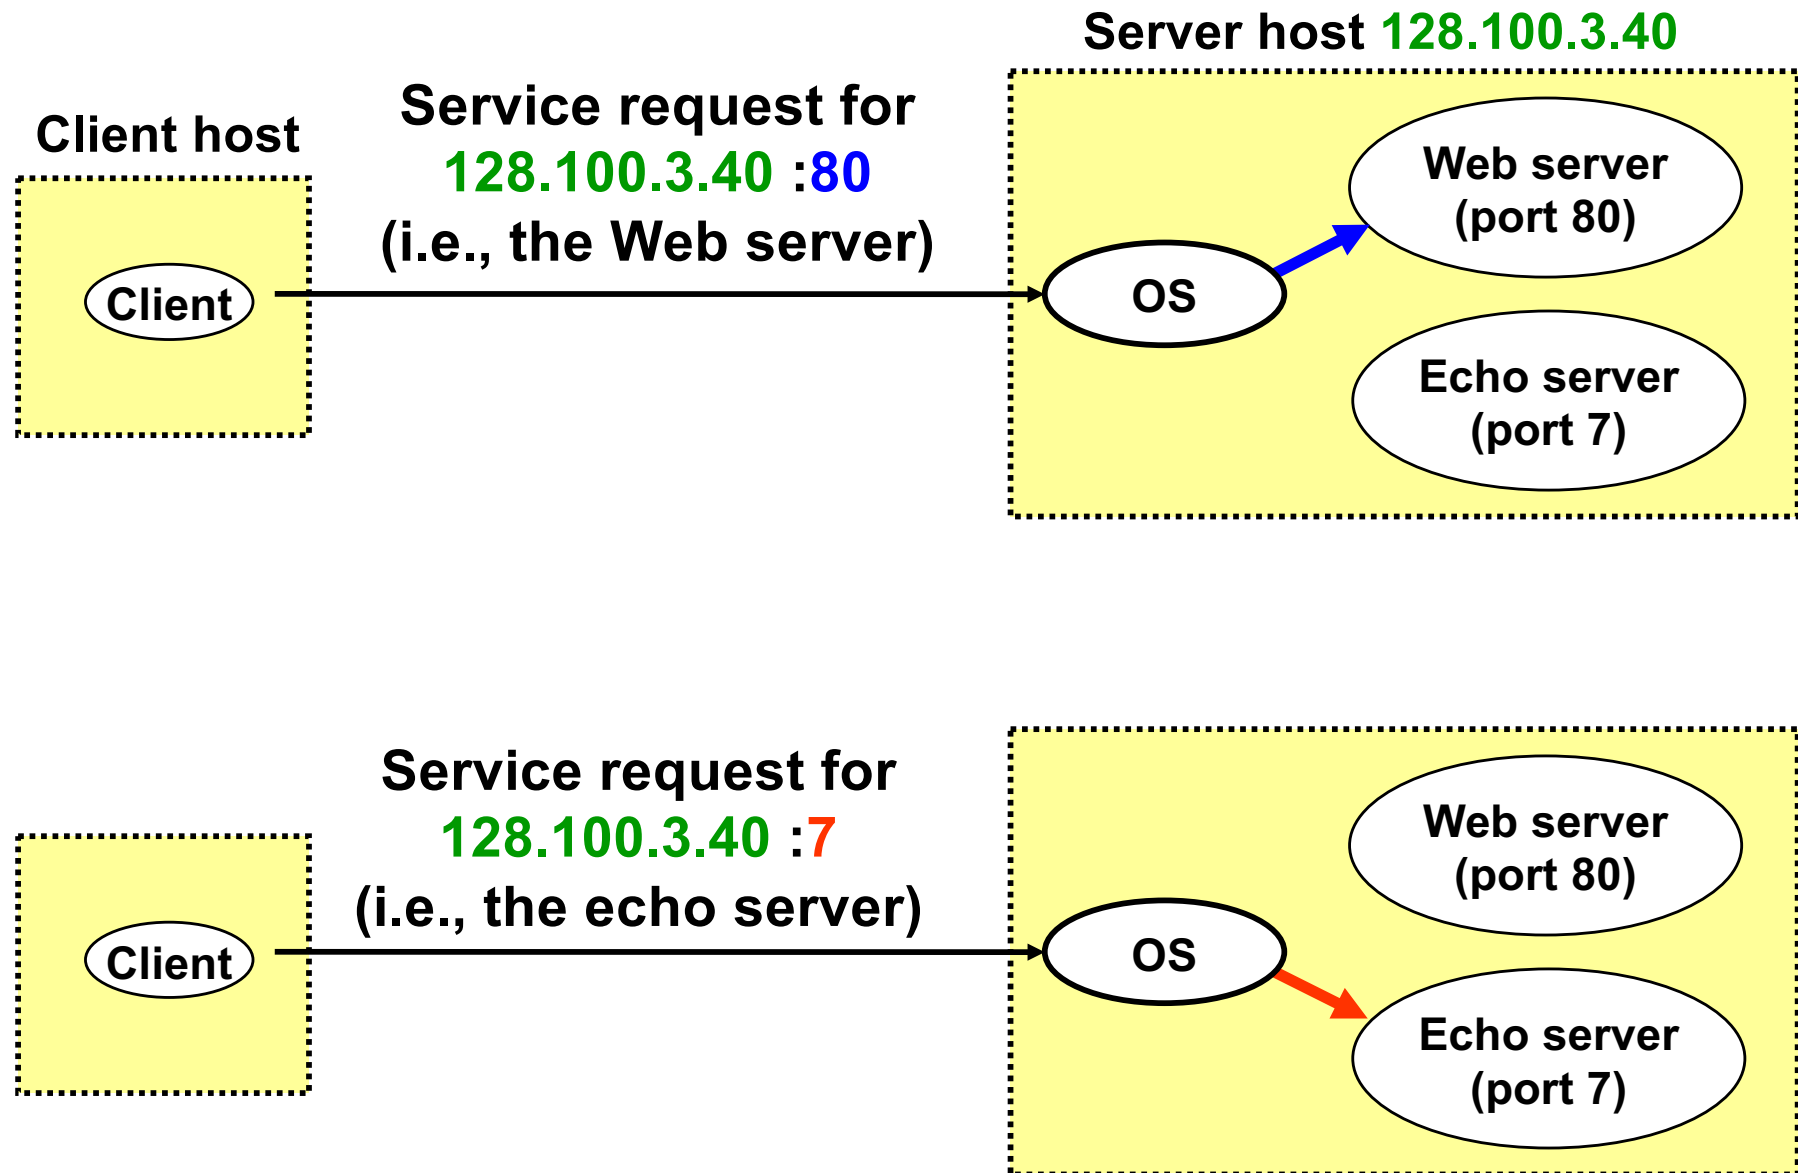 Server host 128.100.3.40
Client host
Service request for
128.100.3.40 :80
(i.e., the Web server)
Client
OS
Web server
(port 80)
Echo server
(port 7)
Service request for
128.100.3.40 :7
(i.e., the echo server)
Client
OS
Web server
(port 80)
Echo server
(port 7)